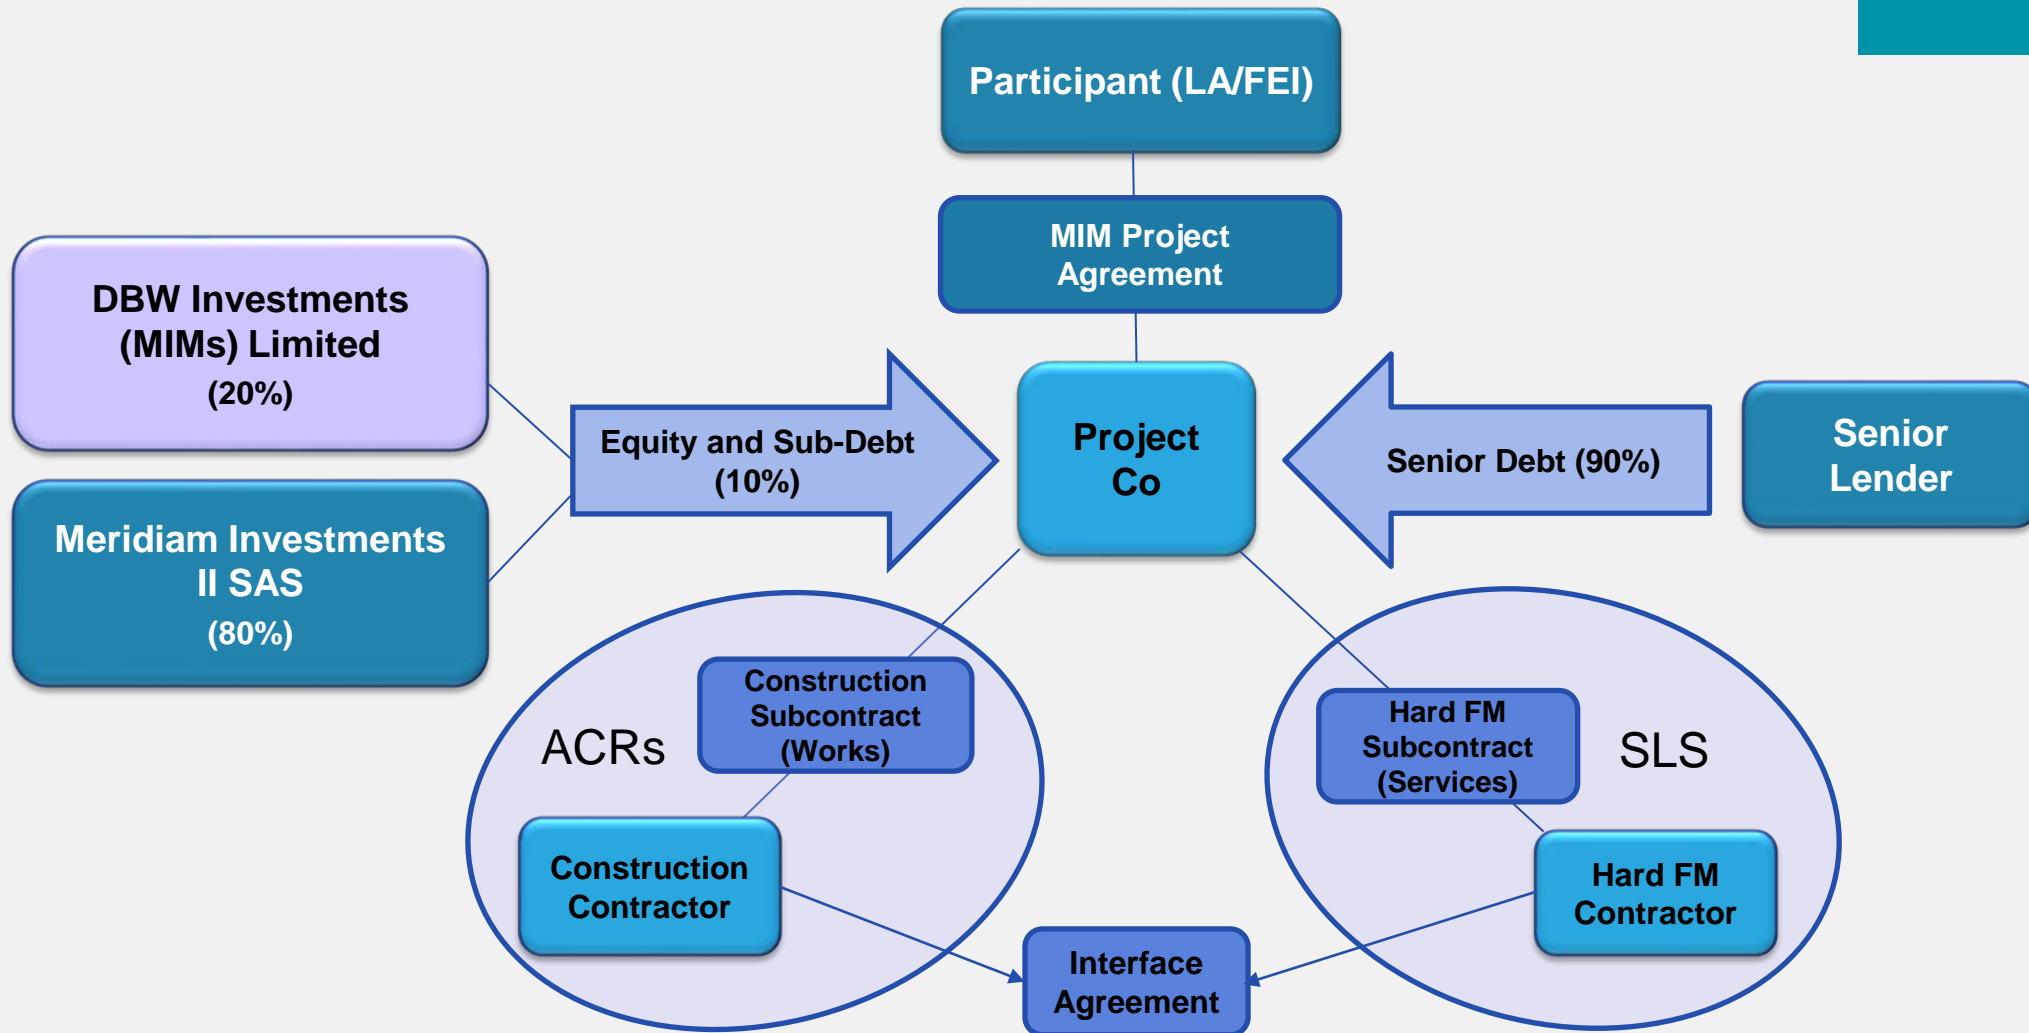 Participant (LA/FEI)
MIM Project
Agreement
DBW Investments
(MIMs) Limited
(20%)
Meridiam Investments
II SAS
(80%)
Equity and Sub-Debt
(10%)
Project
Co
Senior Debt (90%)
Senior
Lender
ACRs
Construction
Subcontract
(Works)
Construction
Contractor
Hard FM
Subcontract
(Services)
SLS
Hard FM
Contractor
Interface
Agreement